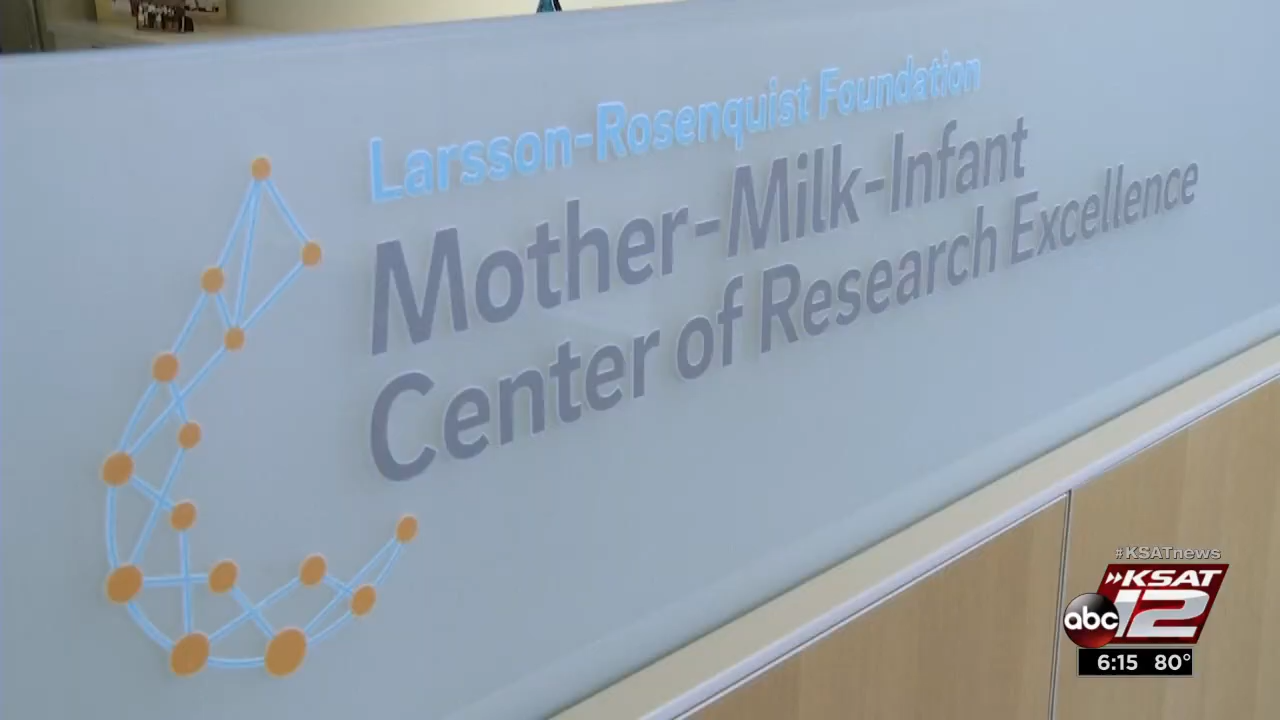 Larsson-Rosenquist Foundation
Mother-Milk-Infant
Center of Research Excellence
#KSATnews
KSAT
abc 12
6:15 80°